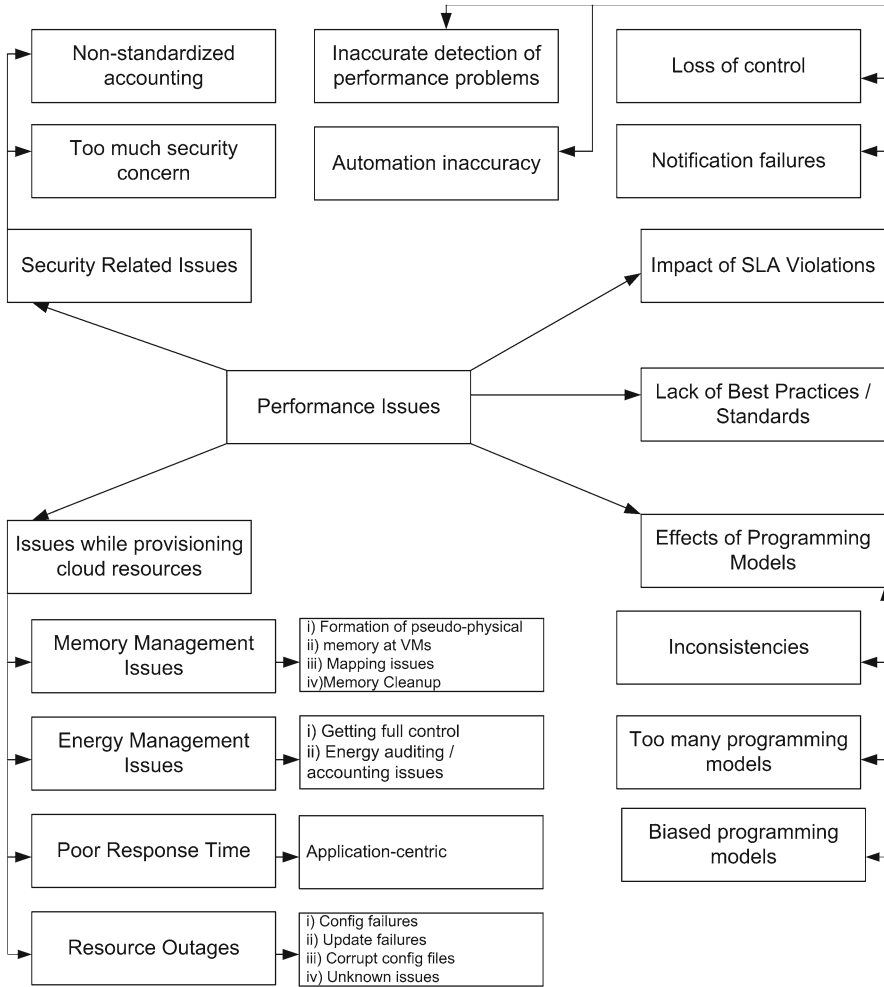 Non-standardized
accounting
Inaccurate detection of
performance problems
Loss of control
Too much security
concern
Automation inaccuracy
Notification failures
Security Related Issues
Impact of SLA Violations
Performance Issues
Lack of Best Practices /
Standards
Issues while provisioning
cloud resources
Effects of Programming
Models
Memory Management
Issues
i) Formation of pseudo-physical
ii) memory at VMs
iii) Mapping issues
iv)Memory Cleanup
Inconsistencies
Energy Management
Issues
i) Getting full control
ii) Energy auditing /
accounting issues
Too many programming
models
Poor Response Time
Application-centric
Biased programming
models
Resource Outages
i) Config failures
ii) Update failures
iii) Corrupt config files
iv) Unknown issues